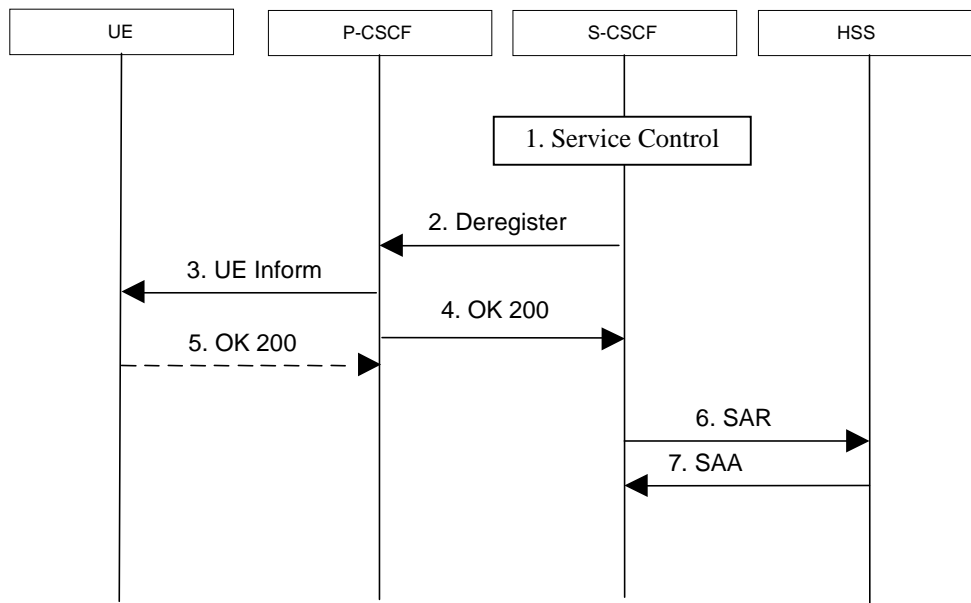 UE
P-CSCF
S-CSCF
HSS
1. Service Control
2. Deregister
3. UE Inform
4. OK 200
5. OK 200
6. SAR
7. SAA